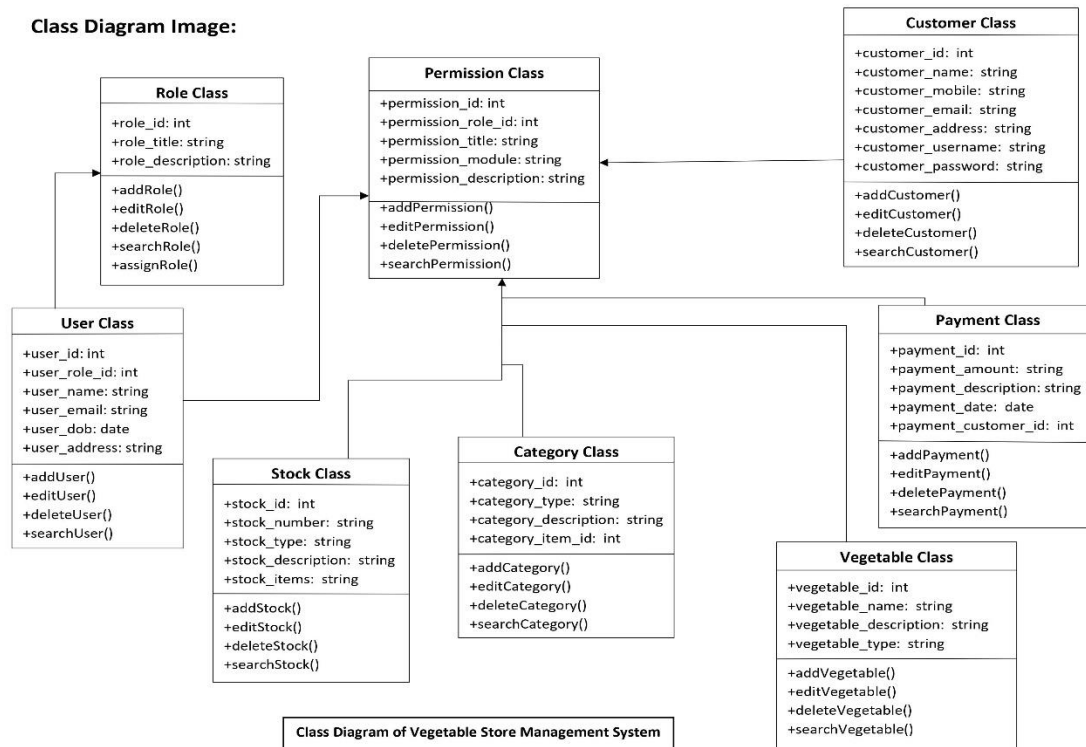 Class Diagram Image:
Role Class
+role_id: int
+role_title: string
+role_description: string
+addRole()
+editRole()
+deleteRole()
+searchRole()
+assignRole()
Permission Class
+permission_id: int
+permission_role_id: int
+permission_title: string
+permission_module: string
+permission_description: string
+addPermission()
+editPermission()
+deletePermission()
+searchPermission()
Customer Class
+customer_id: int
+customer_name: string
+customer_mobile: string
+customer_email: string
+customer_address: string
+customer_username: string
+customer_password: string
+addCustomer()
+editCustomer()
+deleteCustomer()
+searchCustomer()
User Class
+user_id: int
+user_role_id: int
+user_name: string
+user_email: string
+user_dob: date
+user_address: string
+addUser()
+editUser()
+deleteUser()
+searchUser()
Stock Class
+stock_id: int
+stock_number: string
+stock_type: string
+stock_description: string
+stock_items: string
+addStock()
+editStock()
+deleteStock()
+searchStock()
Category Class
+category_id: int
+category_type: string
+category_description: string
+category_item_id: int
+addCategory()
+editCategory()
+deleteCategory()
+searchCategory()
Payment Class
+payment_id: int
+payment_amount: string
+payment_description: string
+payment_date: date
+payment_customer_id: int
+addPayment()
+editPayment()
+deletePayment()
+searchPayment()
Vegetable Class
+vegetable_id: int
+vegetable_name: string
+vegetable_description: string
+vegetable_type: string
+addVegetable()
+editVegetable()
+deleteVegetable()
+searchVegetable()
Class Diagram of Vegetable Store Management System